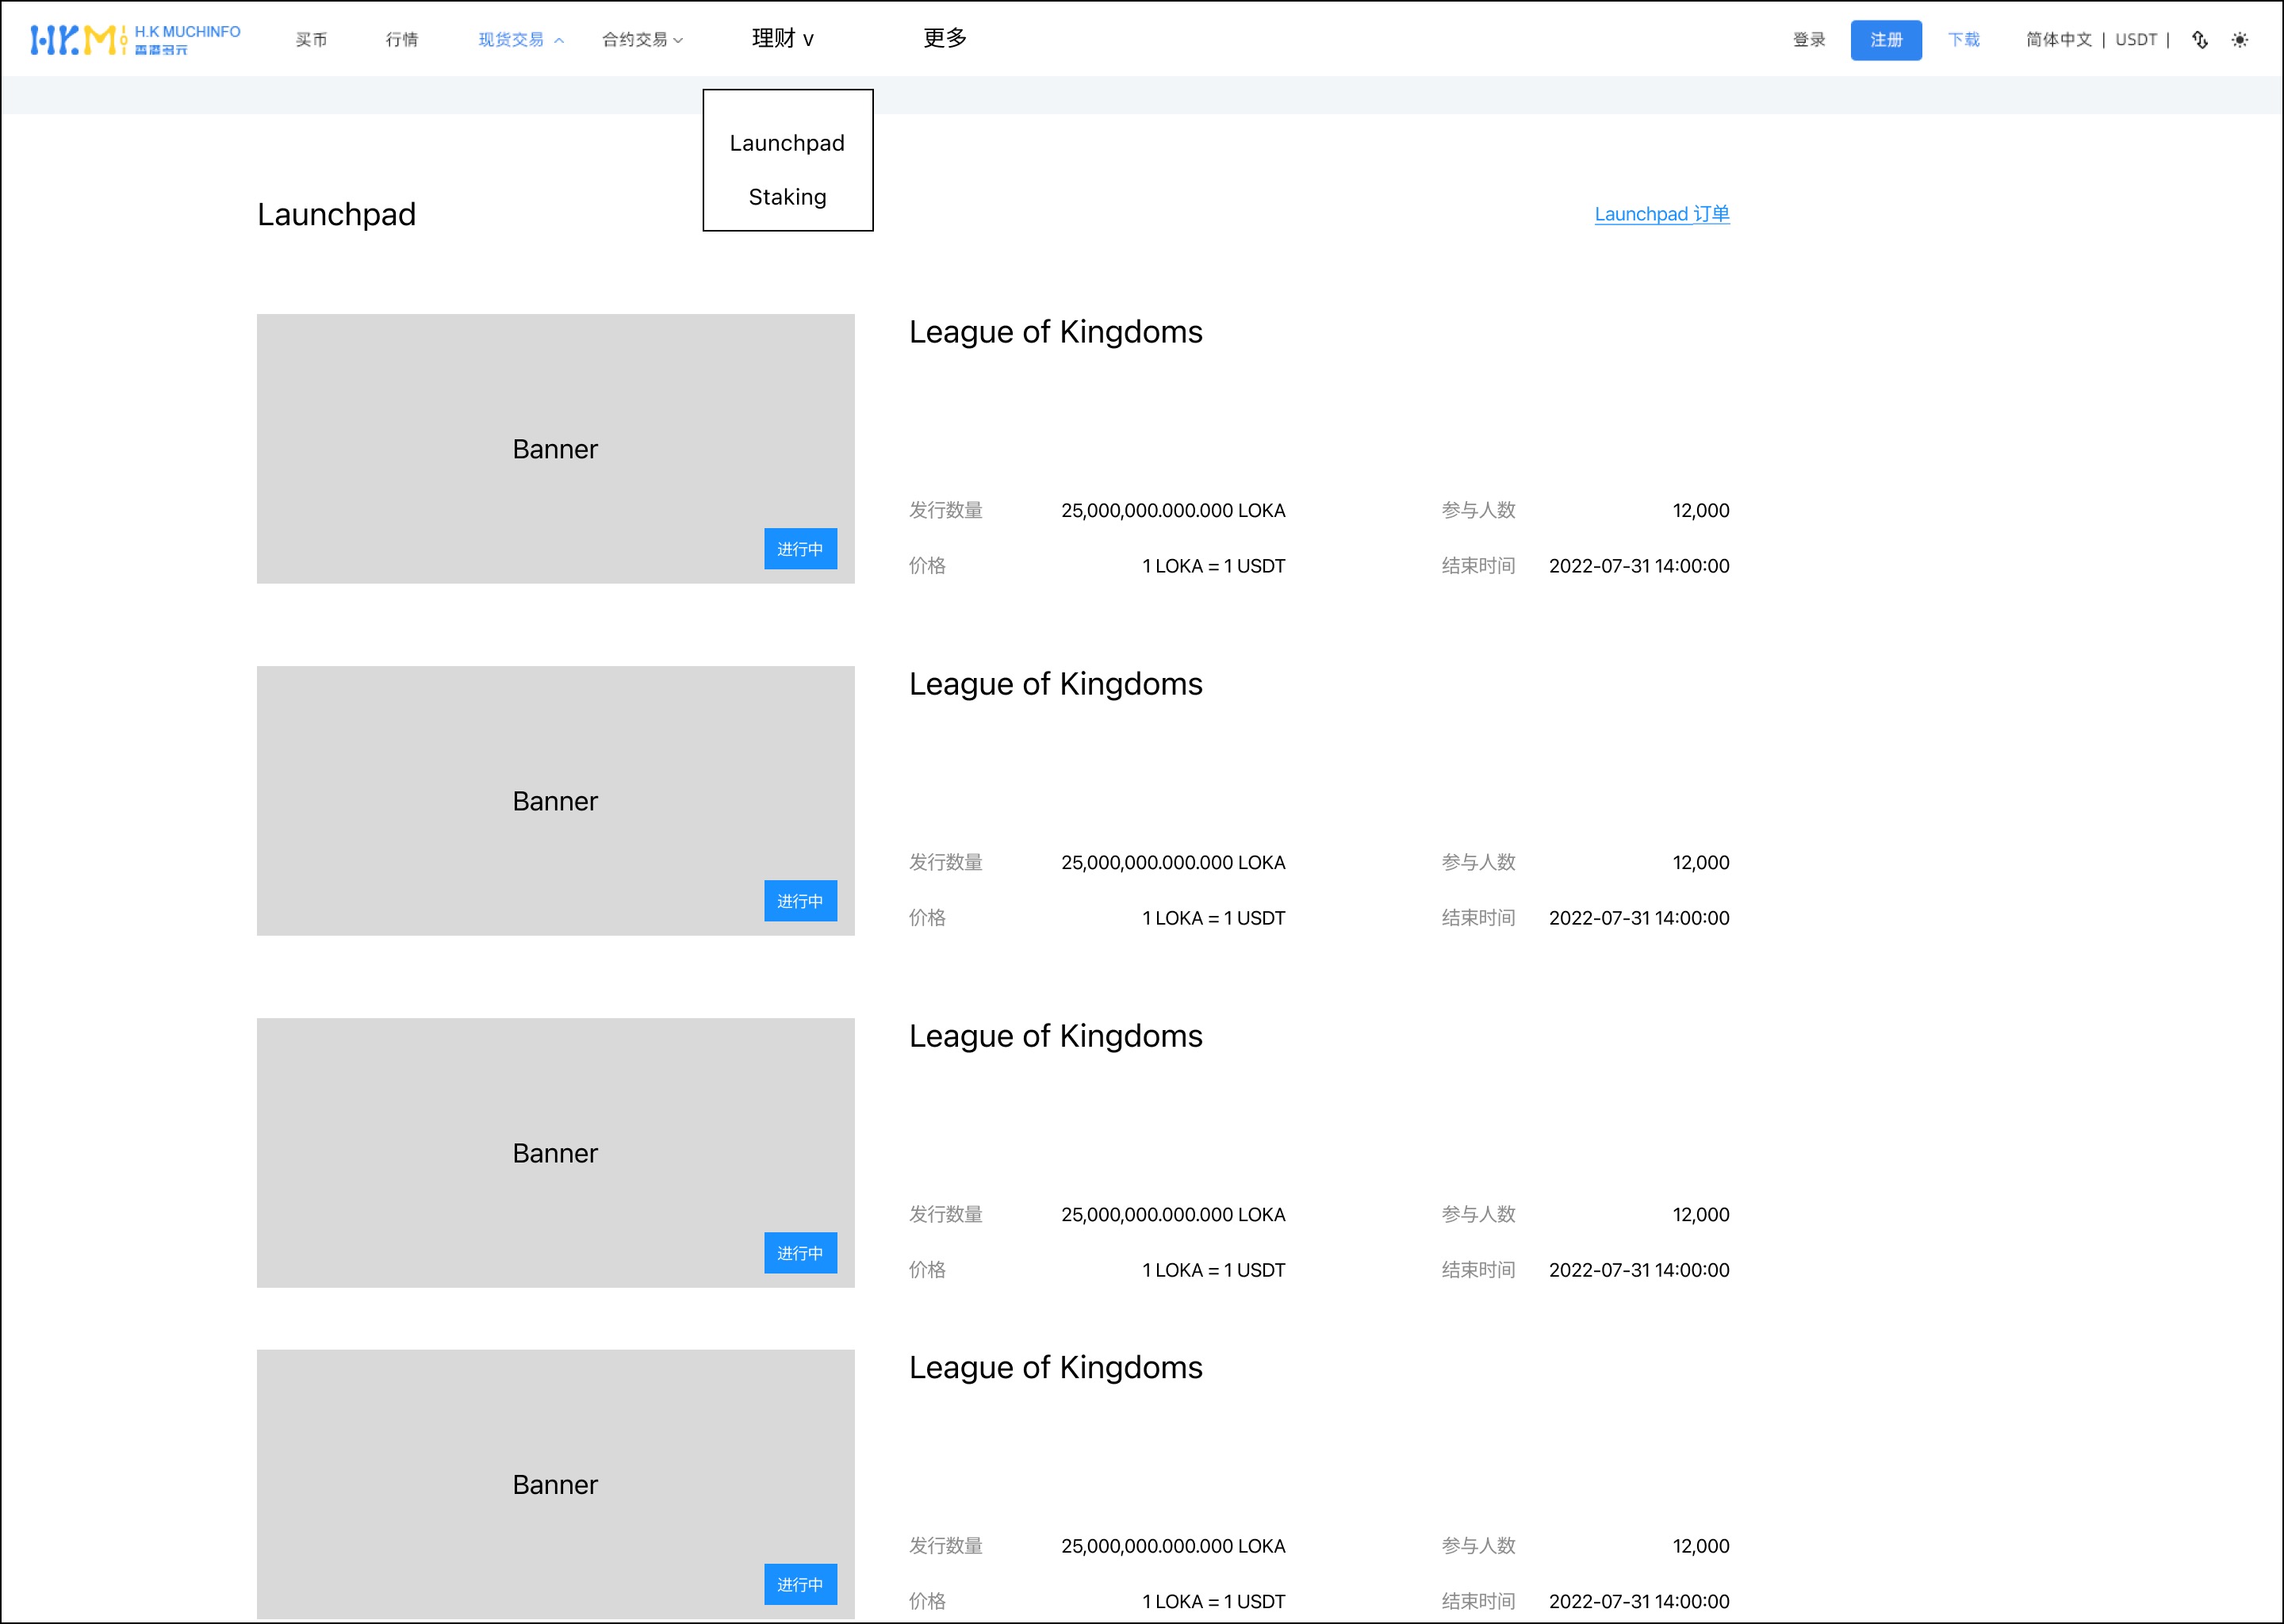 H.K MUCHINFO
买币
行情
现货交易
合约交易
理财 v
更多
登录
注册
下载
简体中文 | USDT |
Launchpad
Staking
Launchpad
Launchpad 订单
Banner
进行中
League of Kingdoms
发行数量 25,000,000.000.000 LOKA 参与人数 12,000
价格 1 LOKA = 1 USDT 结束时间 2022-07-31 14:00:00
Banner
进行中
League of Kingdoms
发行数量 25,000,000.000.000 LOKA 参与人数 12,000
价格 1 LOKA = 1 USDT 结束时间 2022-07-31 14:00:00
Banner
进行中
League of Kingdoms
发行数量 25,000,000.000.000 LOKA 参与人数 12,000
价格 1 LOKA = 1 USDT 结束时间 2022-07-31 14:00:00
Banner
进行中
League of Kingdoms
发行数量 25,000,000.000.000 LOKA 参与人数 12,000
价格 1 LOKA = 1 USDT 结束时间 2022-07-31 14:00:00